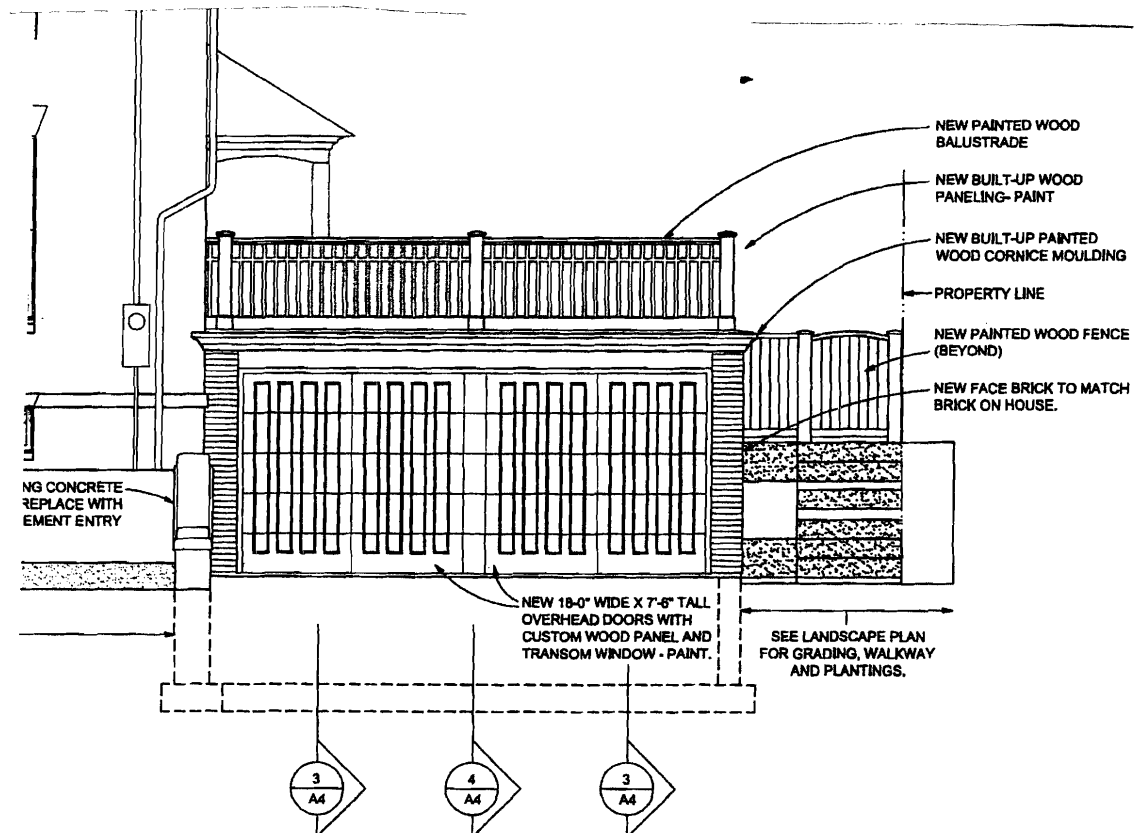 NEW PAINTED WOOD
BALUSTRADE
NEW BUILT-UP WOOD
PANELING- PAINT
NEW BUILT-UP PAINTED
WOOD CORNICE MOULDING
PROPERTY LINE
NEW PAINTED WOOD FENCE
(BEYOND)
NEW FACE BRICK TO MATCH
BRICK ON HOUSE.
NG CONCRETE
REPLACE WITH
EMENT ENTRY
NEW 18-0" WIDE X 7'-6" TALL
OVERHEAD DOORS WITH
CUSTOM WOOD PANEL AND
TRANSOM WINDOW - PAINT.
SEE LANDSCAPE PLAN
FOR GRADING, WALKWAY
AND PLANTINGS.
3
A4
4
A4
3
A4